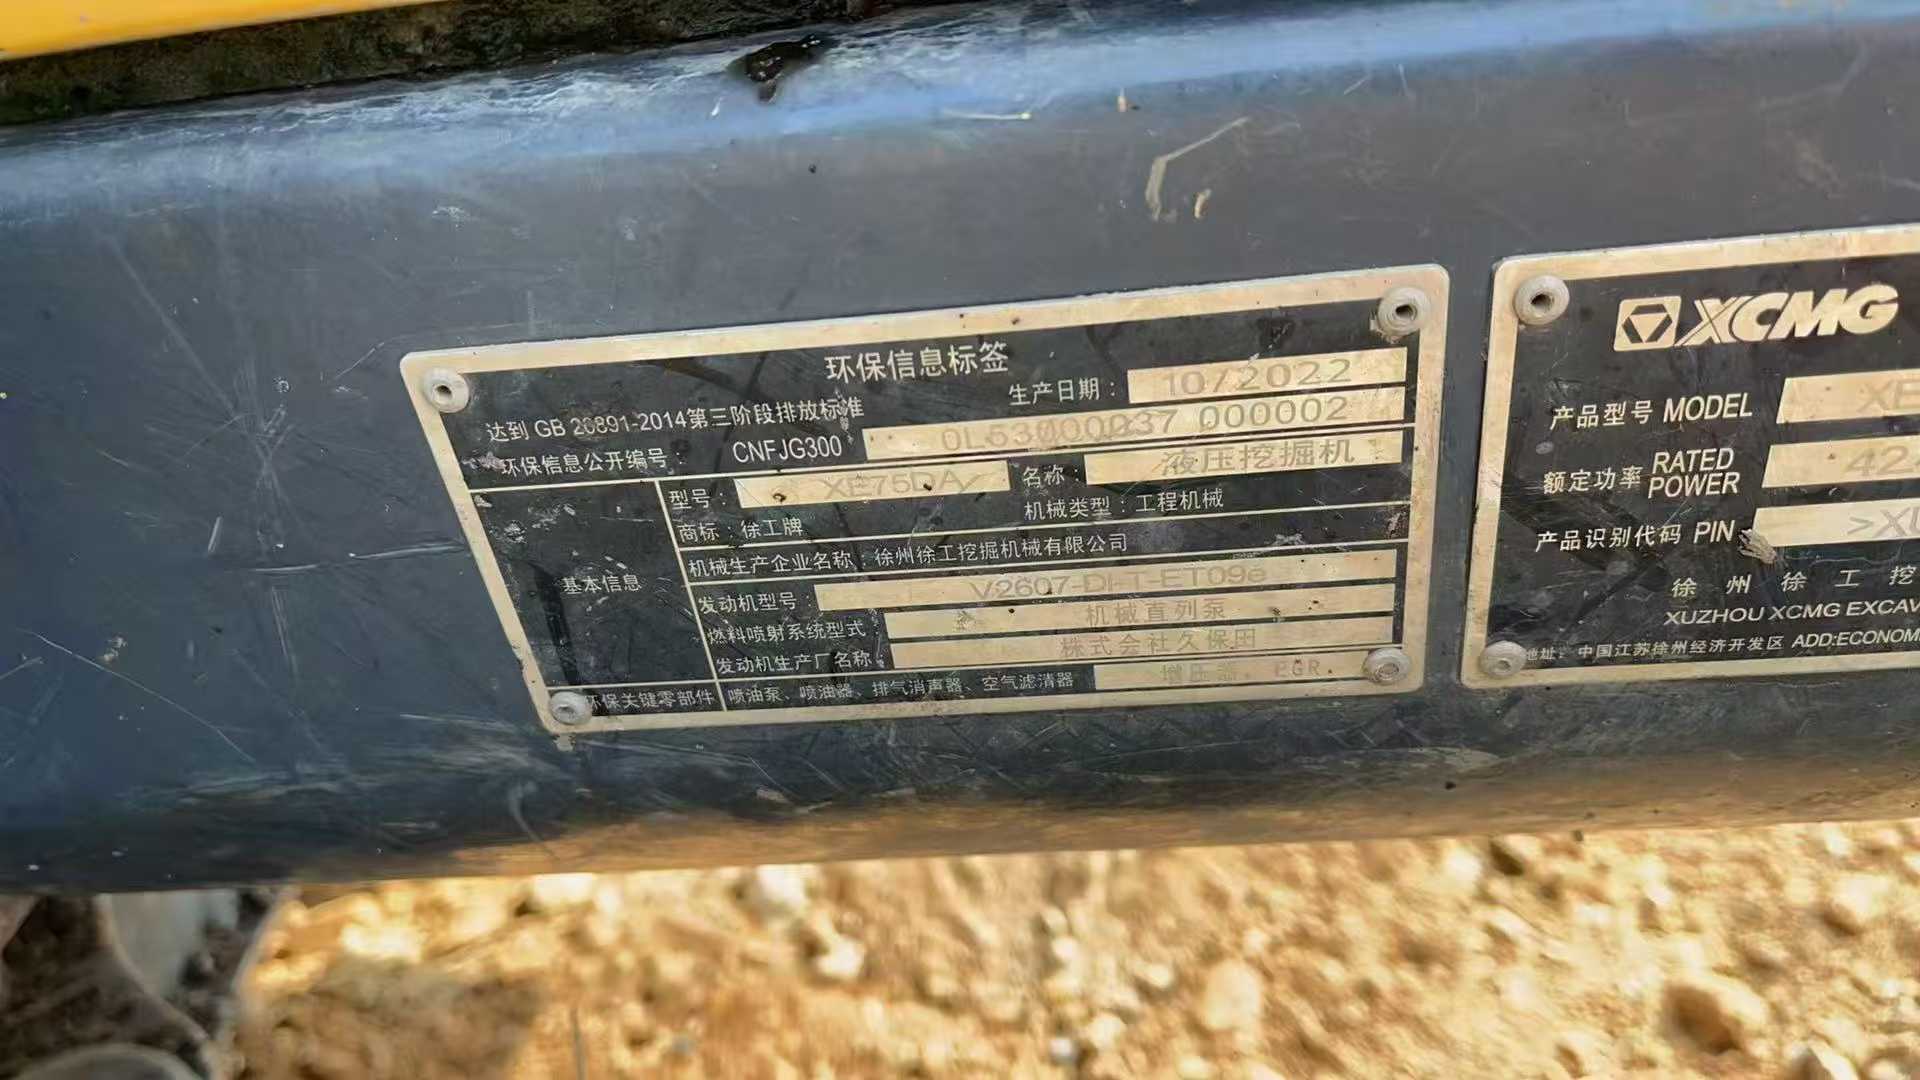 环保信息标签
生产日期：10/2022
达到 GB 20891-2014第三阶段排放标准
环保信息公开编号： CNFJG300 0L53000037 000002
基本信息
型号： XE75DA 名称： 液压挖掘机
商标：徐工牌 机械类型：工程机械
机械生产企业名称：徐州徐工挖掘机械有限公司
发动机型号： V2607-DI-T-ET09e
燃料喷射系统型式 机械直列泵
发动机生产厂名称： 株式会社久保田
环保关键零部件 喷油泵、喷油器、排气消声器、空气滤清器 增压器、EGR.
XCMG
产品型号 MODEL XE
额定功率 RATED POWER 42.
产品识别代码 PIN >XU
徐 州 徐 工 挖
XUZHOU XCMG EXCAV
地址：中国江苏徐州经济开发区 ADD:ECONOM